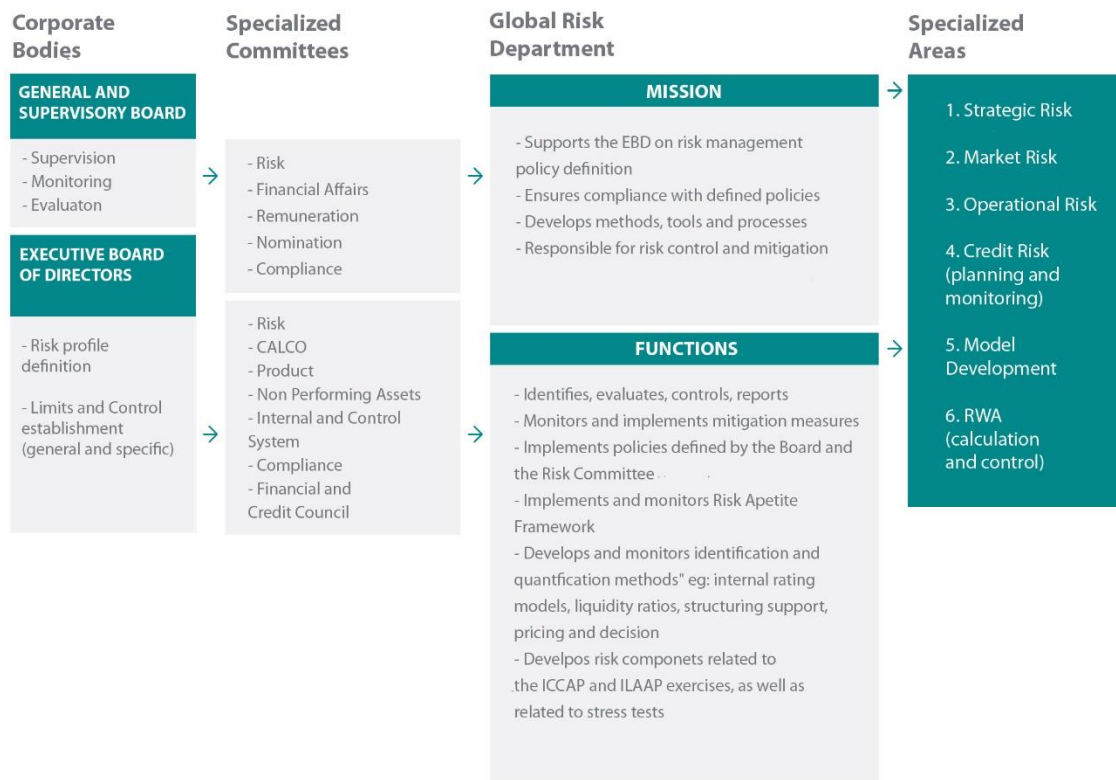 Corporate
Bodies
Specialized
Committees
Global Risk
Department
Specialized
Areas
GENERAL AND
SUPERVISORY BOARD
- Supervision
- Monitoring
- Evaluaton
EXECUTIVE BOARD
OF DIRECTORS
- Risk profile
definition
- Limits and Control
establishment
(general and specific)
- Risk
- Financial Affairs
- Remuneration
- Nomination
- Compliance
- Risk
- CALCO
- Product
- Non Performing Assets
- Internal and Control
System
- Compliance
- Financial and
Credit Council
MISSION
- Supports the EBD on risk management
policy definition
- Ensures compliance with defined policies
- Develops methods, tools and processes
- Responsible for risk control and mitigation
FUNCTIONS
- Identifies, evaluates, controls, reports
- Monitors and implements mitigation measures
- Implements policies defined by the Board and
the Risk Committee
- Implements and monitors Risk Apetite
Framework
- Develops and monitors identification and
quantfication methods" eg: internal rating
models, liquidity ratios, structuring support,
pricing and decision
- Develpos risk componets related to
the ICCAP and ILAAP exercises, as well as
related to stress tests
1. Strategic Risk
2. Market Risk
3. Operational Risk
4. Credit Risk
(planning and
monitoring)
5. Model
Development
6. RWA
(calculation
and control)